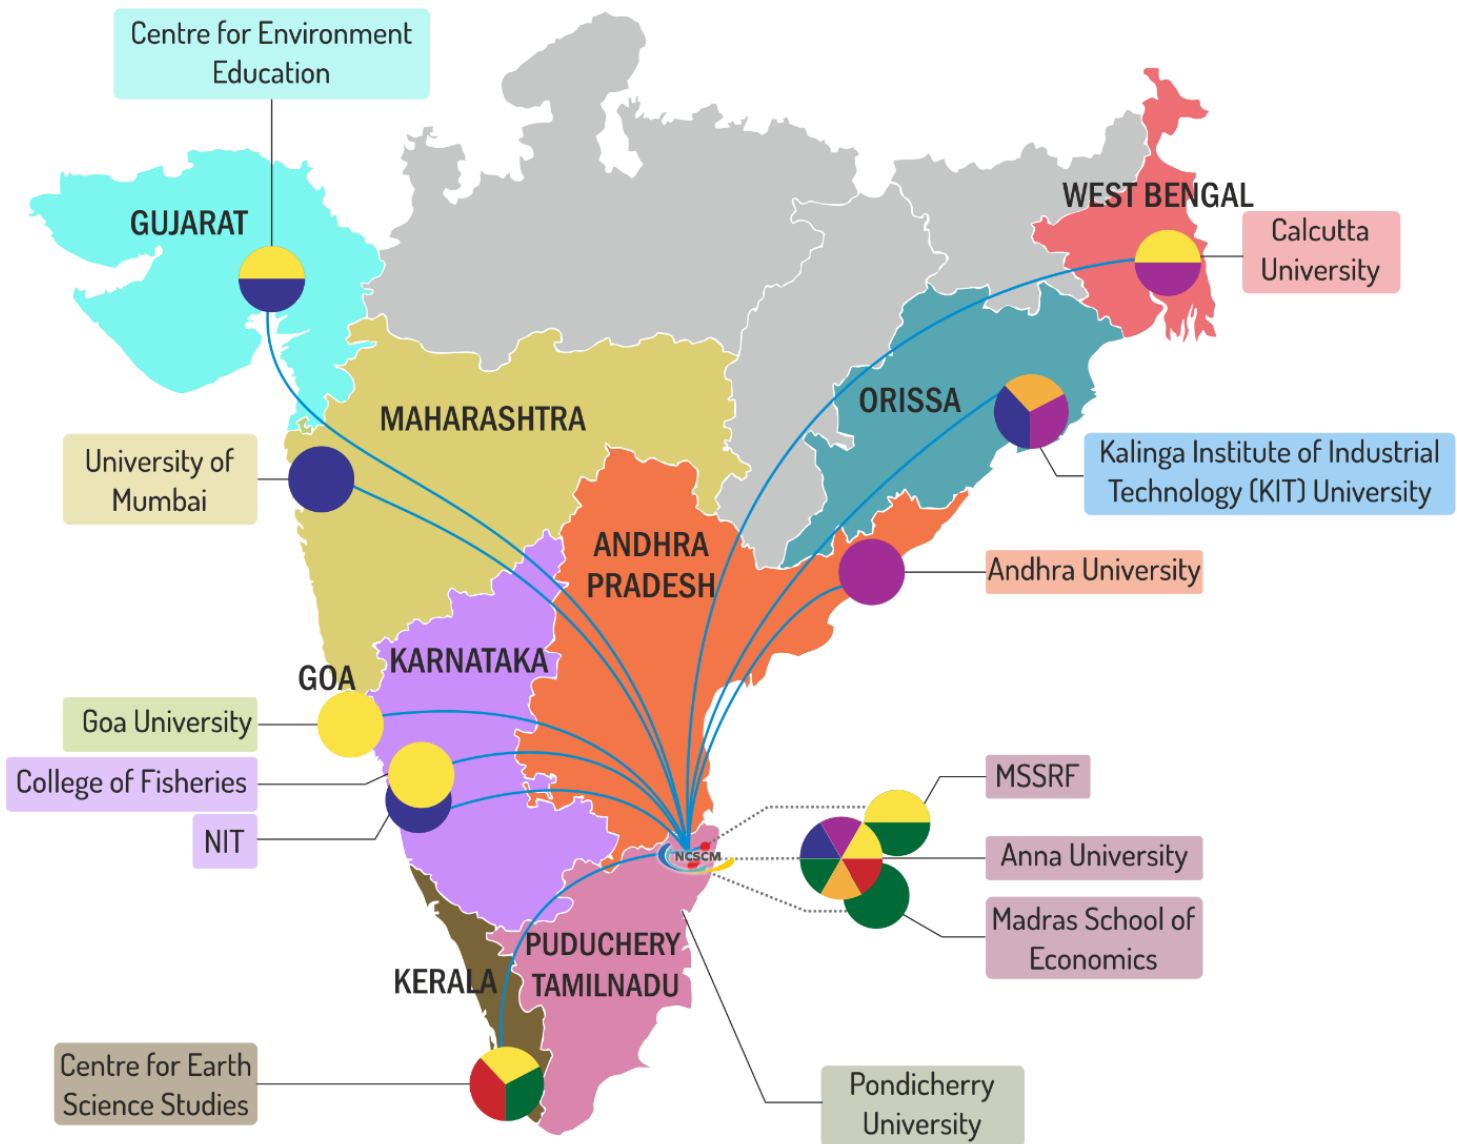 Centre for Environment
Education
GUJARAT
WEST BENGAL
Calcutta
University
MAHARASHTRA
ORISSA
University of
Mumbai
Kalinga Institute of Industrial
Technology (KIT) University
ANDHRA
PRADESH
Andhra University
KARNATAKA
GOA
Goa University
College of Fisheries
NIT
MSSRF
NCSCM
Anna University
Madras School of
Economics
PUDUCHERY
TAMILNADU
KERALA
Centre for Earth
Science Studies
Pondicherry
University